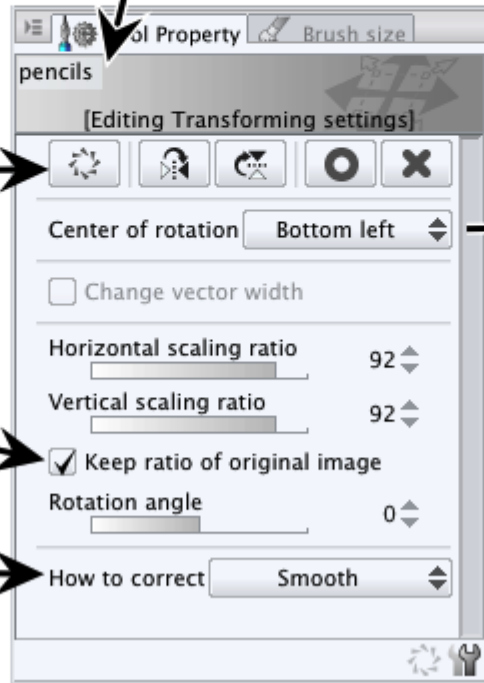 ol Property Brush size
pencils
[Editing Transforming settings]
Center of rotation Bottom left
Change vector width
Horizontal scaling ratio 92
Vertical scaling ratio 92
Keep ratio of original image
Rotation angle 0
How to correct Smooth